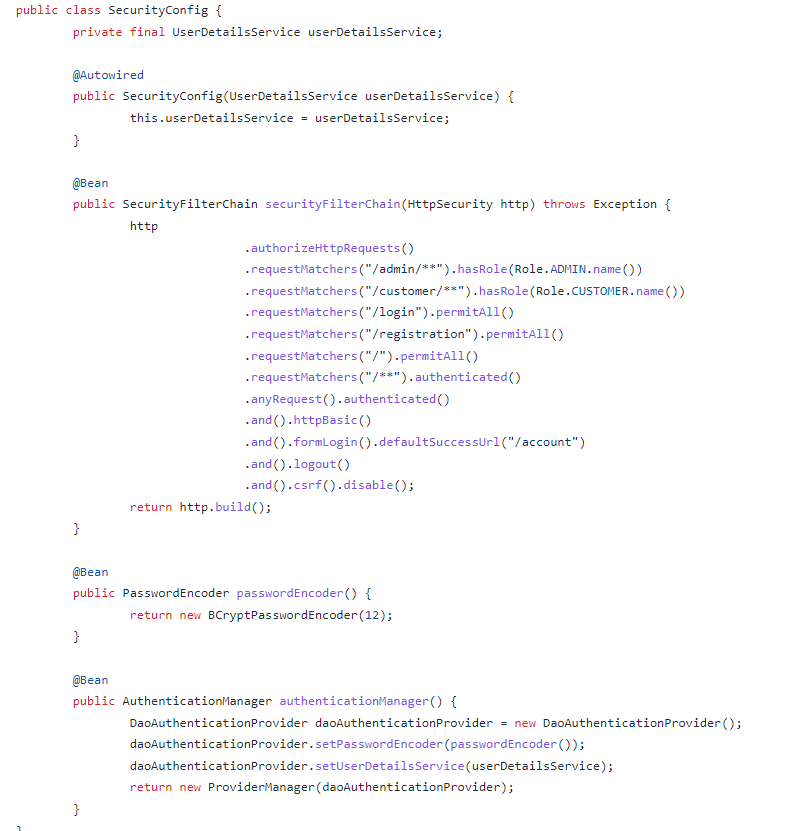 public class SecurityConfig {
private final UserDetailsService userDetailsService;
@Autowired
public SecurityConfig(UserDetailsService userDetailsService) {
this.userDetailsService = userDetailsService;
}
@Bean
public SecurityFilterChain securityFilterChain(HttpSecurity http) throws Exception {
http
.authorizeHttpRequests()
.requestMatchers("/admin/**").hasRole(Role.ADMIN.name())
.requestMatchers("/customer/**").hasRole(Role.CUSTOMER.name())
.requestMatchers("/login").permitAll()
.requestMatchers("/registration").permitAll()
.requestMatchers("/").permitAll()
.requestMatchers("/**").authenticated()
.anyRequest().authenticated()
.and().httpBasic()
.and().formLogin().defaultSuccessUrl("/account")
.and().logout()
.and().csrf().disable();
return http.build();
}
@Bean
public PasswordEncoder passwordEncoder() {
return new BCryptPasswordEncoder(12);
}
@Bean
public AuthenticationManager authenticationManager() {
DaoAuthenticationProvider daoAuthenticationProvider = new DaoAuthenticationProvider();
daoAuthenticationProvider.setPasswordEncoder(passwordEncoder());
daoAuthenticationProvider.setUserDetailsService(userDetailsService);
return new ProviderManager(daoAuthenticationProvider);
}
}